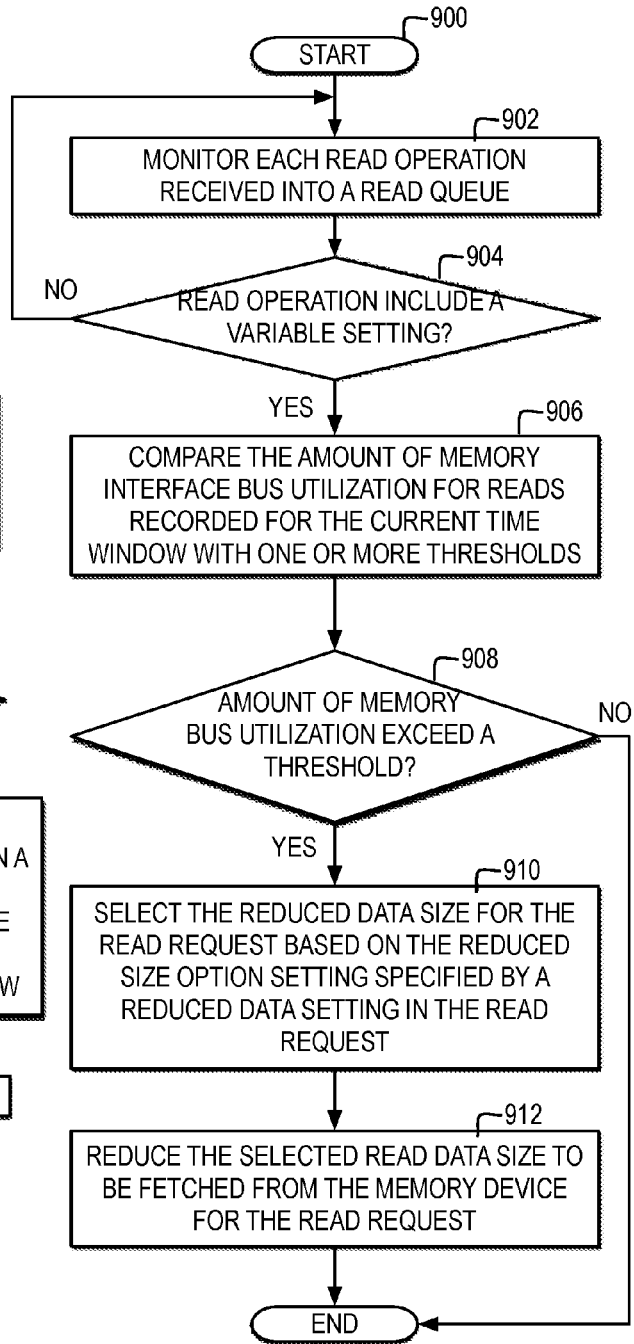 900
START
902
MONITOR EACH READ OPERATION
RECEIVED INTO A READ QUEUE
904
NO
READ OPERATION INCLUDE A
VARIABLE SETTING?
YES
906
COMPARE THE AMOUNT OF MEMORY
INTERFACE BUS UTILIZATION FOR READS
RECORDED FOR THE CURRENT TIME
WINDOW WITH ONE OR MORE THRESHOLDS
908
AMOUNT OF MEMORY
BUS UTILIZATION EXCEED A
THRESHOLD?
NO
YES
910
SELECT THE REDUCED DATA SIZE FOR THE
READ REQUEST BASED ON THE REDUCED
SIZE OPTION SETTING SPECIFIED BY A
REDUCED DATA SETTING IN THE READ
REQUEST
912
REDUCE THE SELECTED READ DATA SIZE TO
BE FETCHED FROM THE MEMORY DEVICE
FOR THE READ REQUEST
END
A